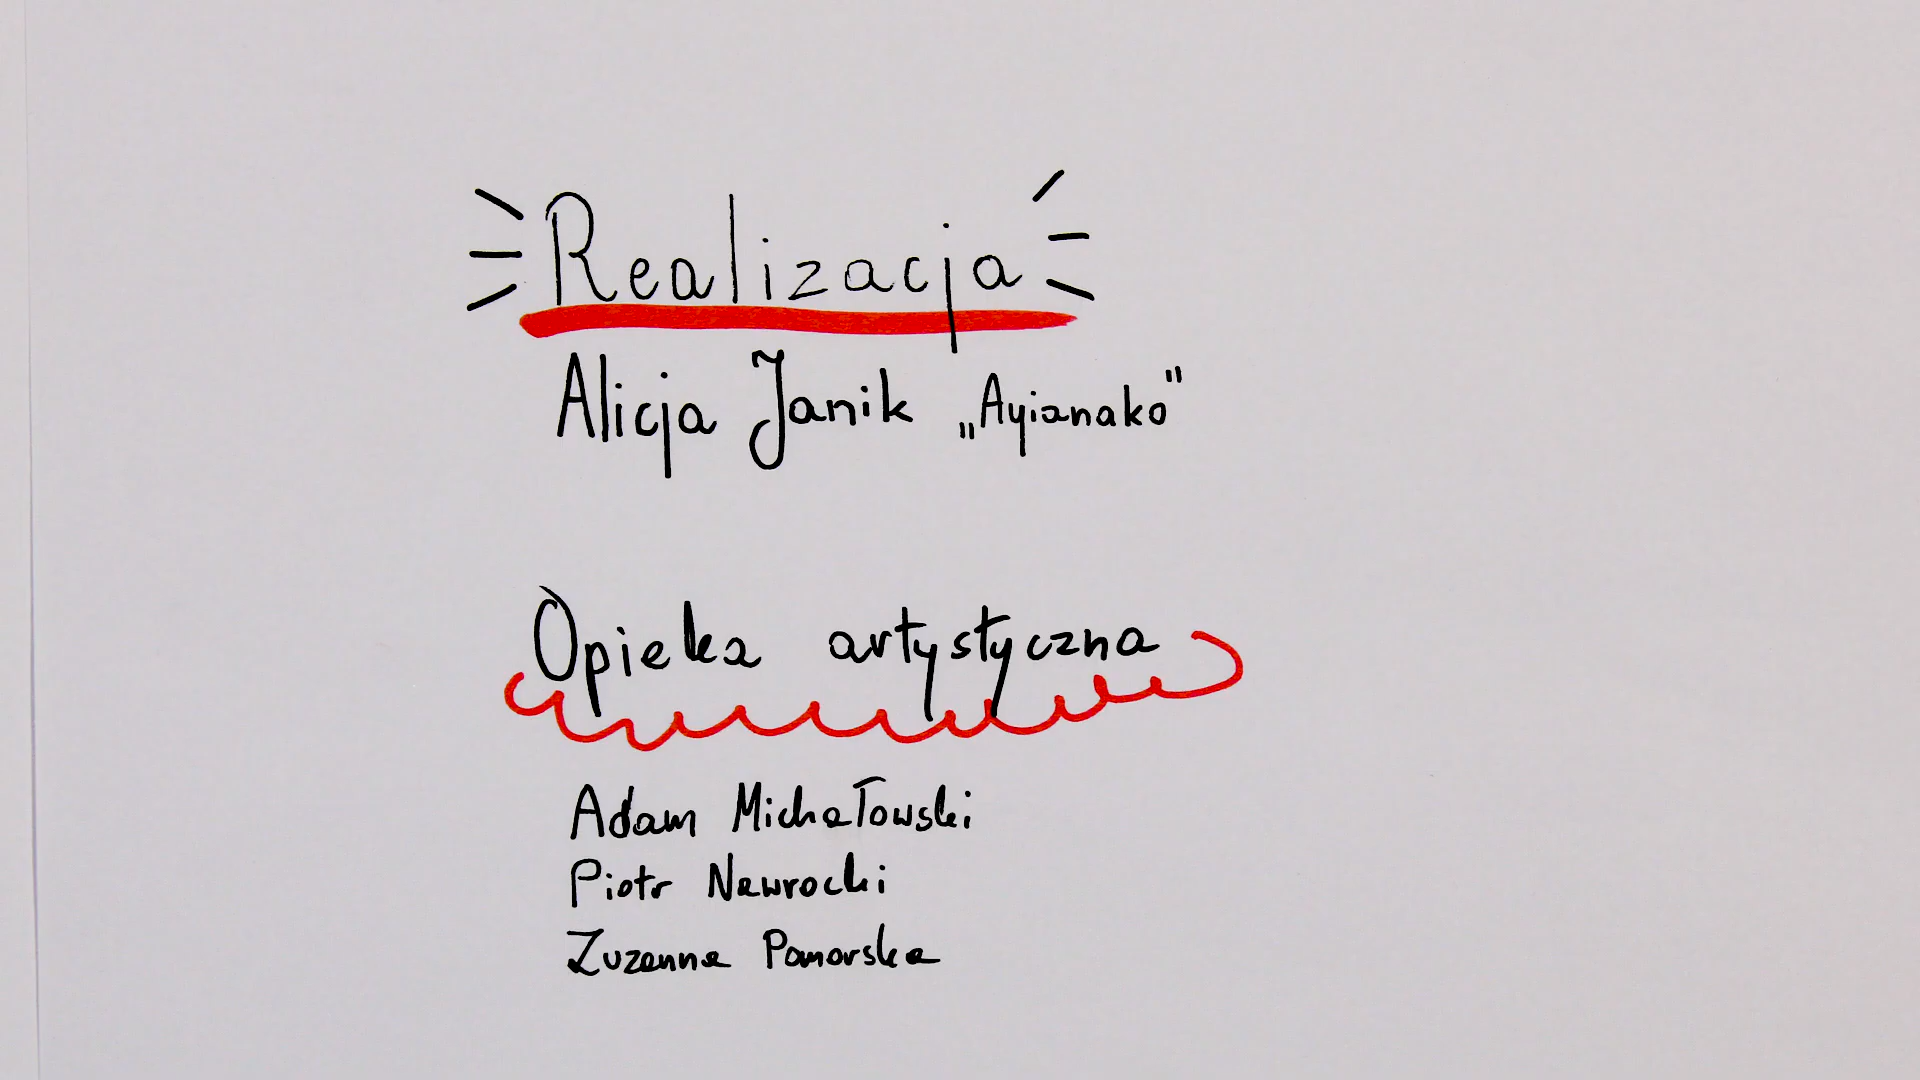 Realizacja
Alicja Janik „Ayianako”
Opieka artystyczna
Adam Michałowski
Piotr Nawrocki
Zuzanna Pomorska